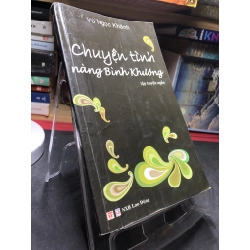 Vũ Ngọc Khánh
Chuyện tình
nàng Bình Khương
tập truyện ngắn
NXB Lao Động